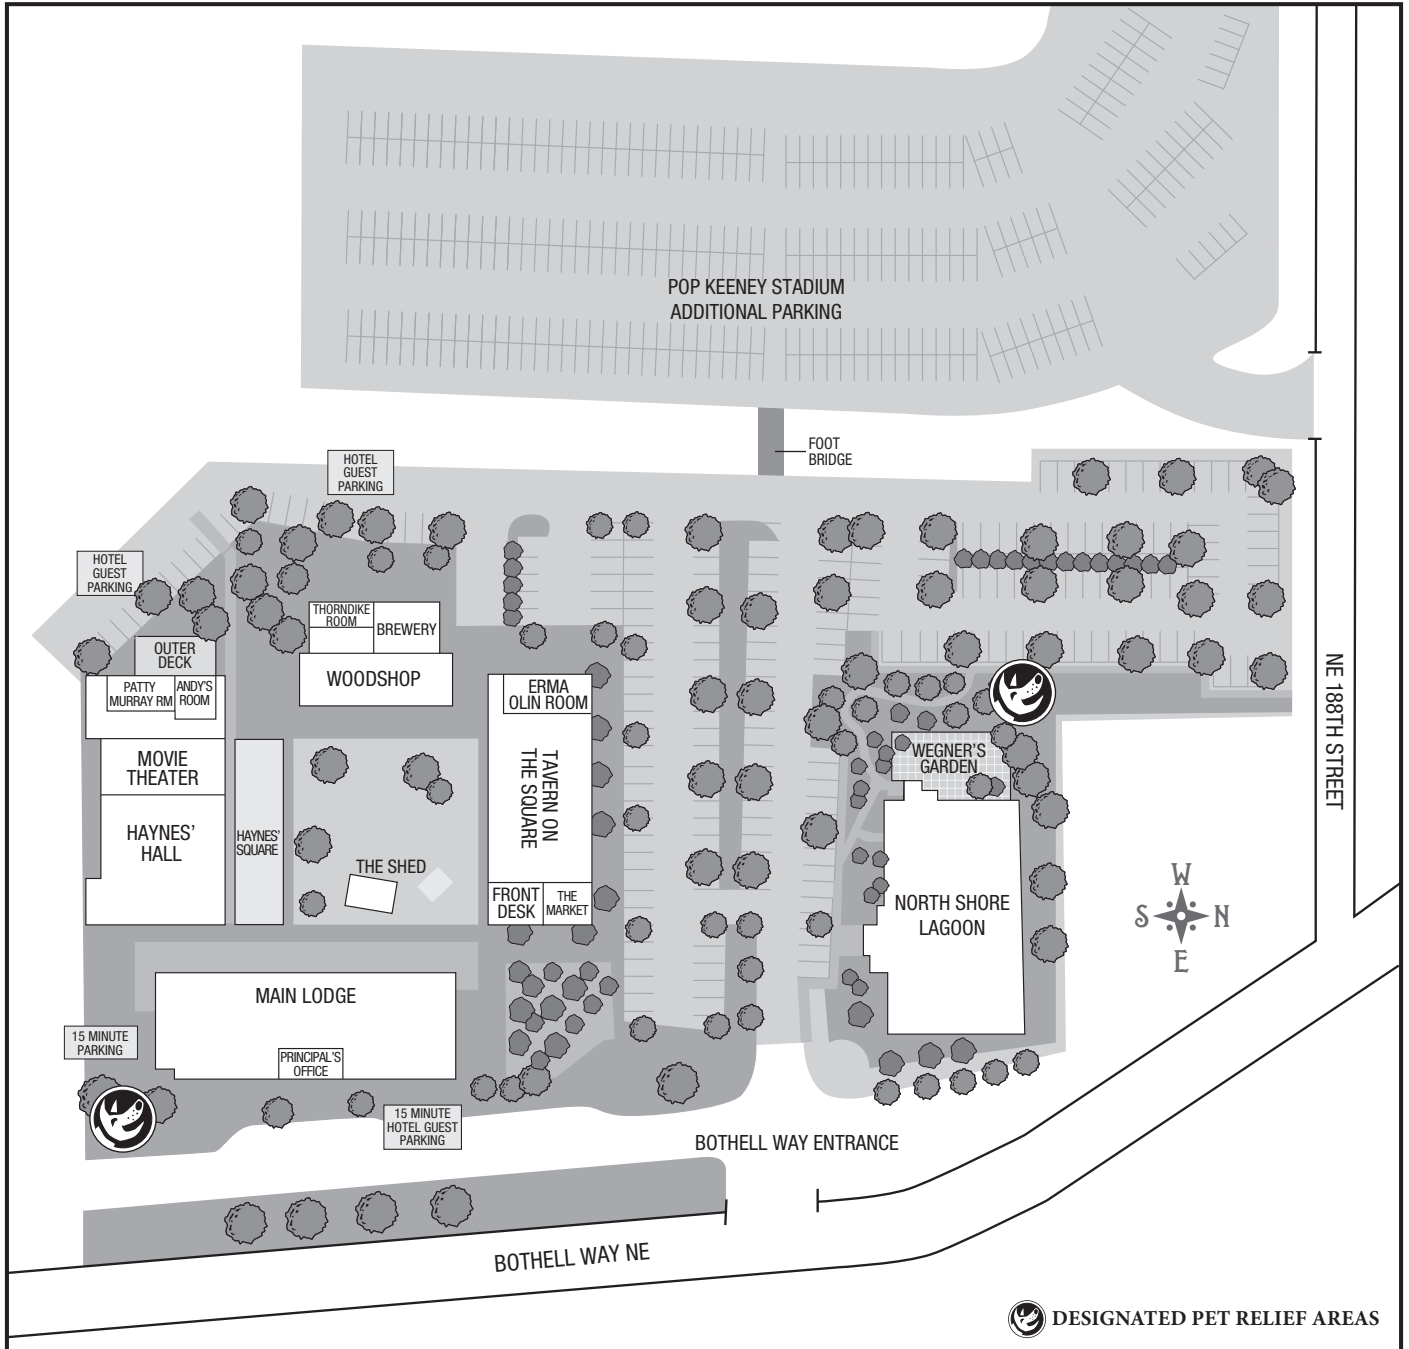 POP KEENEY STADIUM
ADDITIONAL PARKING
FOOT
BRIDGE
HOTEL
GUEST
PARKING
HOTEL
GUEST
PARKING
THORNDIKE
ROOM
BREWERY
WOODSHOP
OUTER
DECK
PATTY
MURRAY RM
ANDY'S
ROOM
MOVIE
THEATER
HAYNES'
HALL
HAYNES'
SQUARE
THE SHED
ERMA
OLIN ROOM
TAVERN ON
THE SQUARE
FRONT
DESK
THE
MARKET
WEGNER'S
GARDEN
NORTH SHORE
LAGOON
NE 188TH STREET
W
S
N
E
MAIN LODGE
PRINCIPAL'S
OFFICE
15 MINUTE
PARKING
15 MINUTE
HOTEL GUEST
PARKING
BOTHELL WAY ENTRANCE
BOTHELL WAY NE
DESIGNATED PET RELIEF AREAS